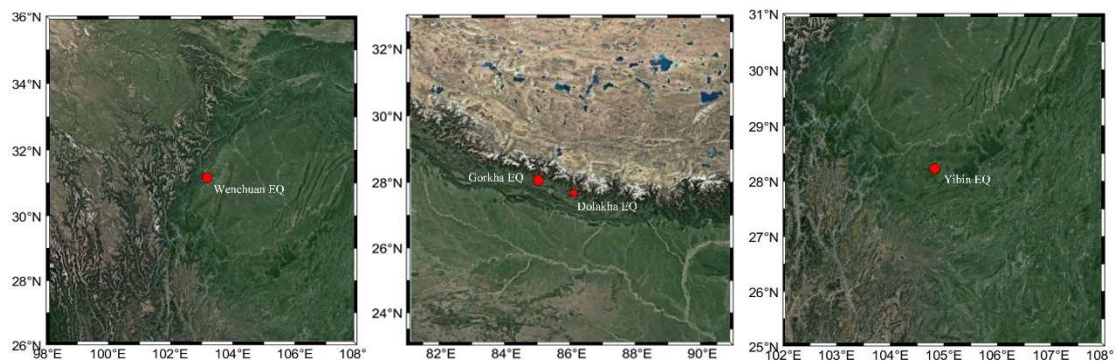 36°N
34°N
32°N
30°N
28°N
26°N
98°E
100°E
102°E
104°E
106°E
108°E
Wenchuan EQ
32°N
30°N
28°N
26°N
24°N
82°E
84°E
86°E
88°E
90°E
Gorkha EQ
Dolakha EQ
31°N
30°N
29°N
28°N
27°N
26°N
25°N
102°E
103°E
104°E
105°E
106°E
107°E
Yibin EQ